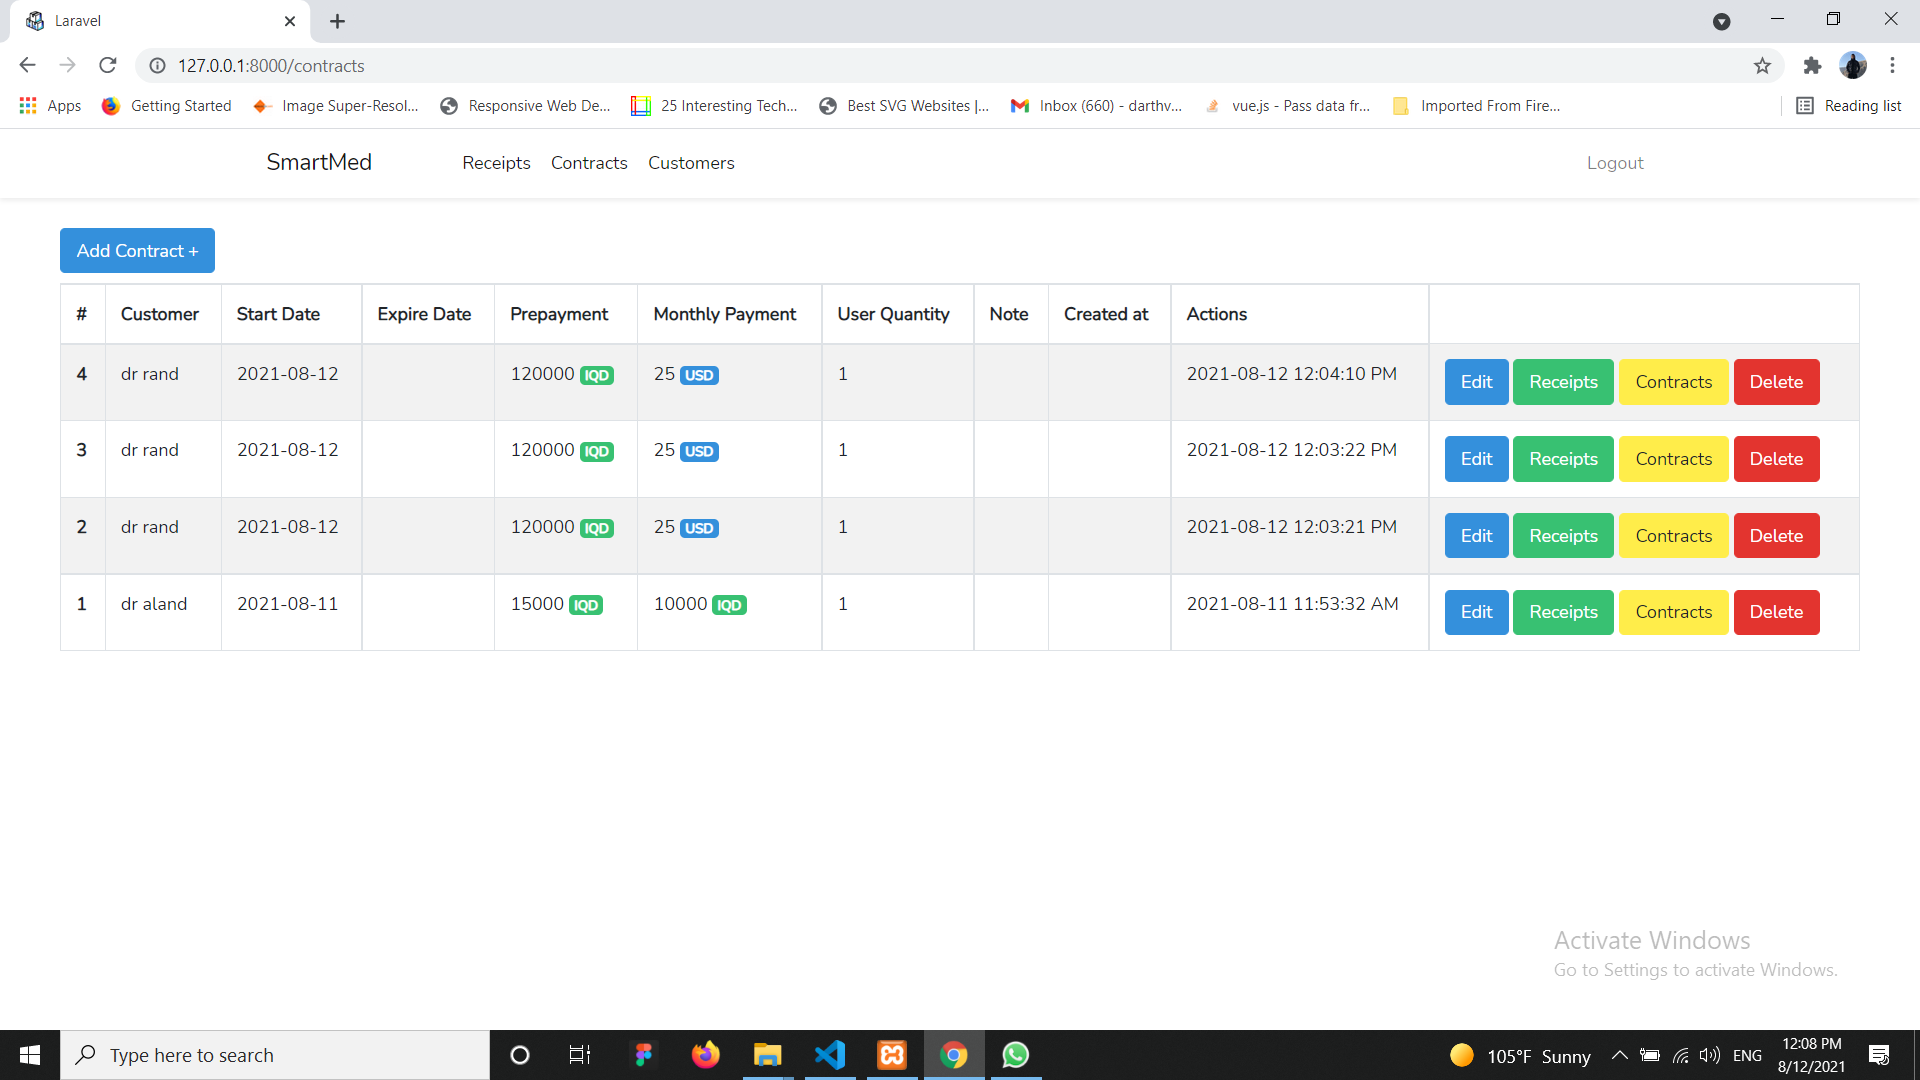 Laravel
127.0.0.1:8000/contracts
Apps Getting Started Image Super-Resol... Responsive Web De... 25 Interesting Tech... Best SVG Websites |... Inbox (660) - darthv... vue.js - Pass data fr... Imported From Fire... Reading list
SmartMed Receipts Contracts Customers Logout
Add Contract +
# Customer Start Date Expire Date Prepayment Monthly Payment User Quantity Note Created at Actions
4 dr rand 2021-08-12 120000 IQD 25 USD 1 2021-08-12 12:04:10 PM Edit Receipts Contracts Delete
3 dr rand 2021-08-12 120000 IQD 25 USD 1 2021-08-12 12:03:22 PM Edit Receipts Contracts Delete
2 dr rand 2021-08-12 120000 IQD 25 USD 1 2021-08-12 12:03:21 PM Edit Receipts Contracts Delete
1 dr aland 2021-08-11 15000 IQD 10000 IQD 1 2021-08-11 11:53:32 AM Edit Receipts Contracts Delete
Activate Windows
Go to Settings to activate Windows.
Type here to search 105°F Sunny ENG 12:08 PM
8/12/2021